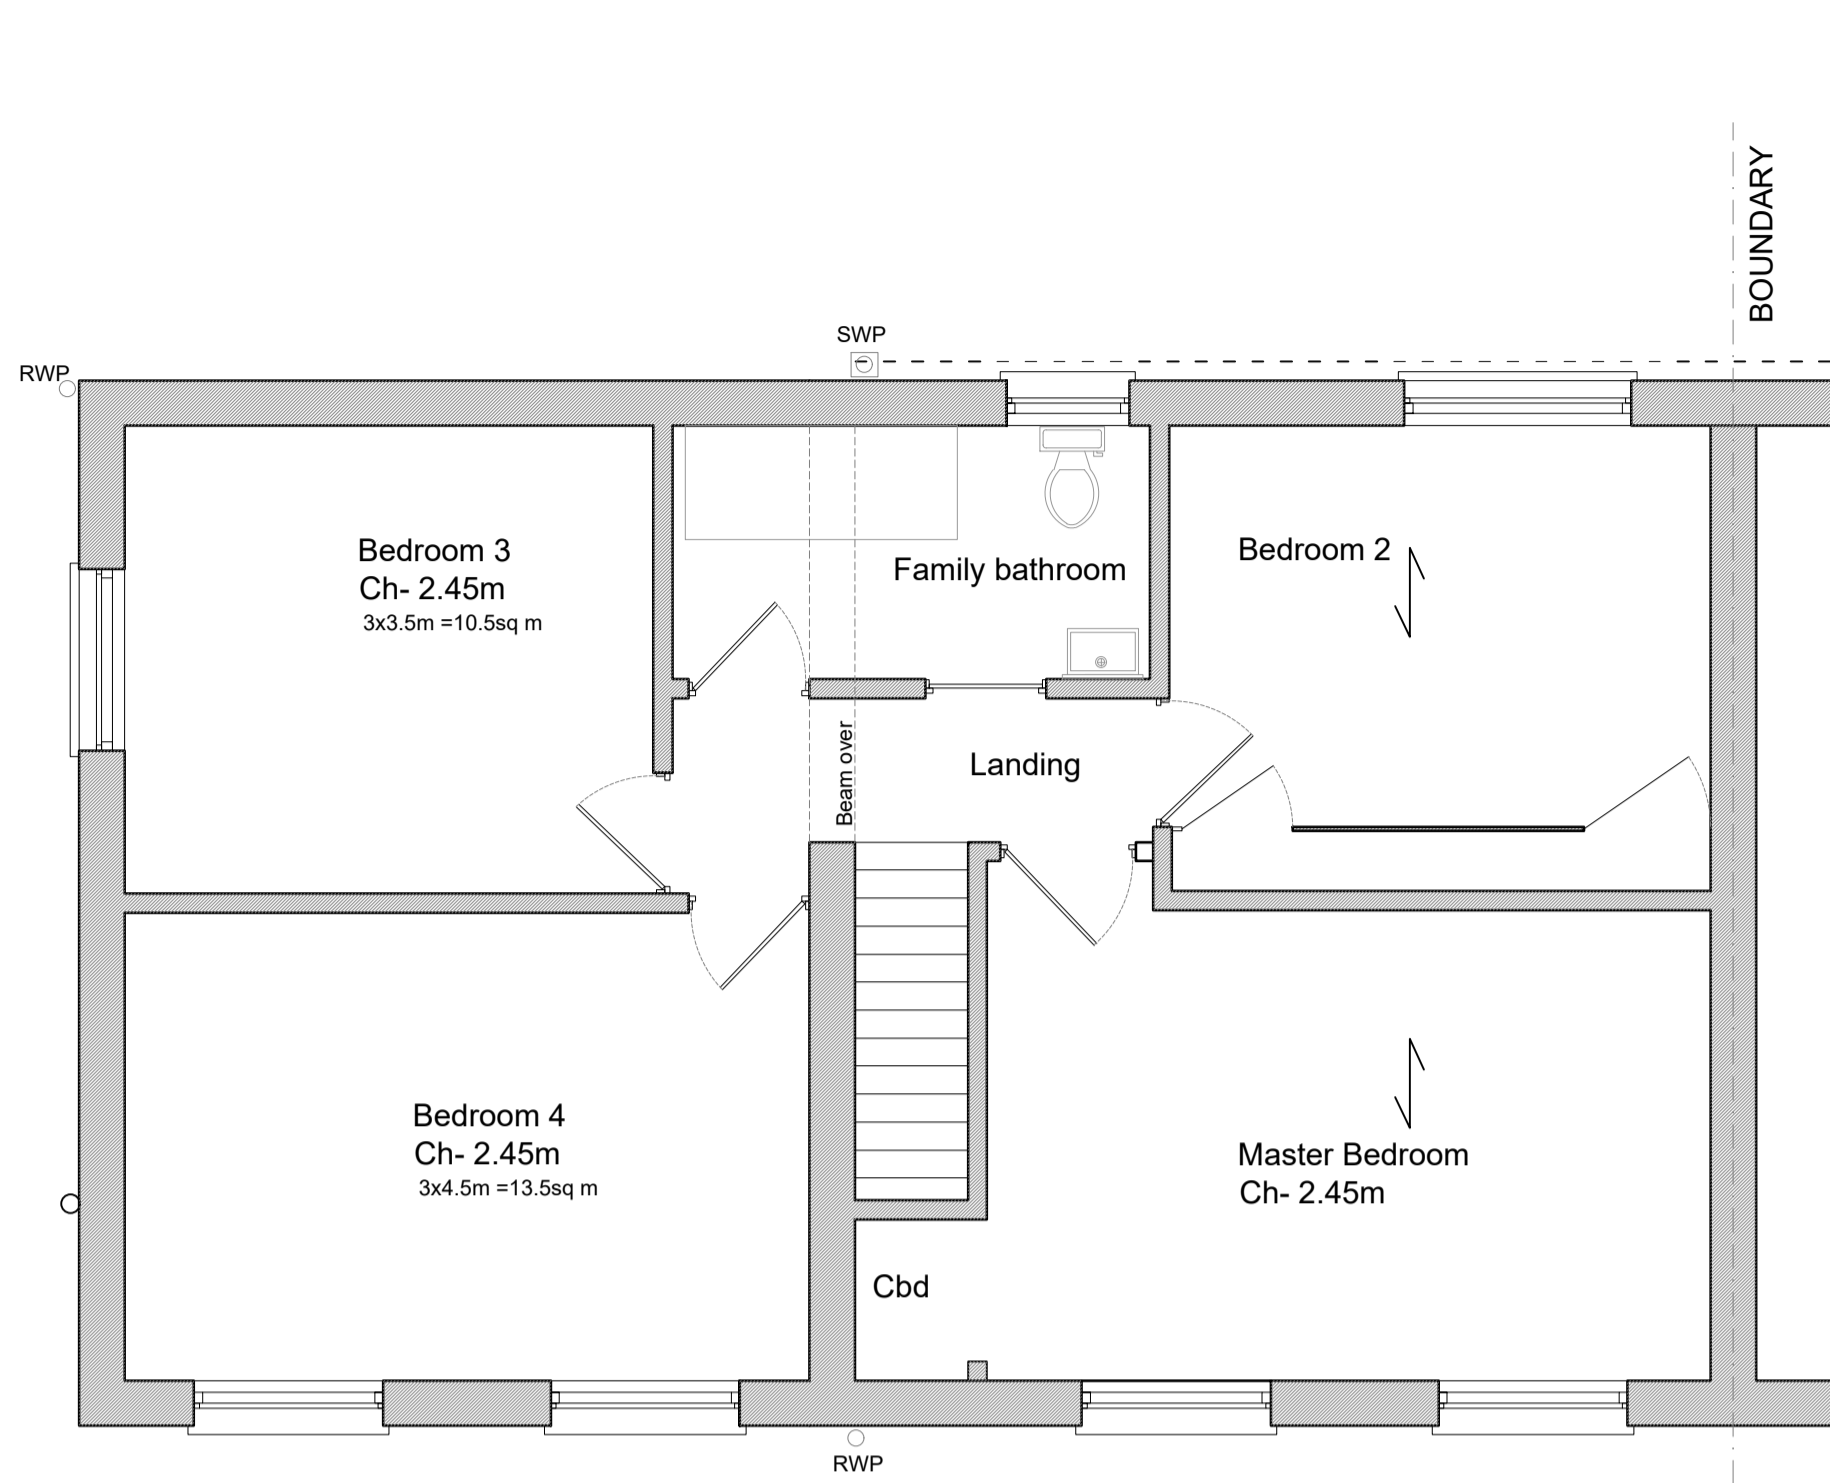 BOUNDARY
SWP
RWP
Bedroom 3
Ch- 2.45m
3x3.5m =10.5sq m
Family bathroom
Bedroom 2
Beam over
Landing
Bedroom 4
Ch- 2.45m
3x4.5m =13.5sq m
Master Bedroom
Ch- 2.45m
Cbd
RWP